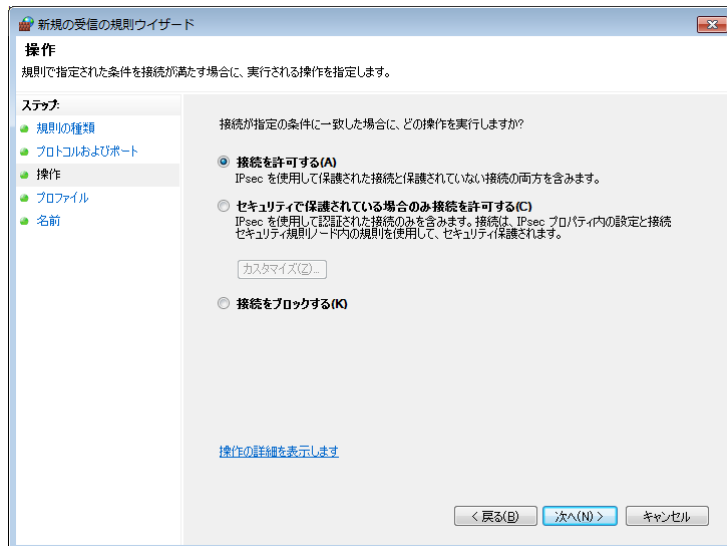 新規の受信の規則ウィザード
操作
規則で指定された条件を接続が満たす場合に、実行される操作を指定します。
ステップ:
規則の種類
プロトコルおよびポート
操作
プロファイル
名前
接続が指定の条件に一致した場合に、どの操作を実行しますか?
接続を許可する(A)
IPsec を使用して保護された接続と保護されていない接続の両方を含みます。
セキュリティで保護されている場合のみ接続を許可する(C)
IPsec を使用して認証された接続のみを含みます。接続は、IPsec プロパティ内の設定と接続
セキュリティ規則ノード内の規則を使用して、セキュリティ保護されます。
カスタマイズ(Z)...
接続をブロックする(K)
操作の詳細を表示します
< 戻る(B)
次へ(N) >
キャンセル